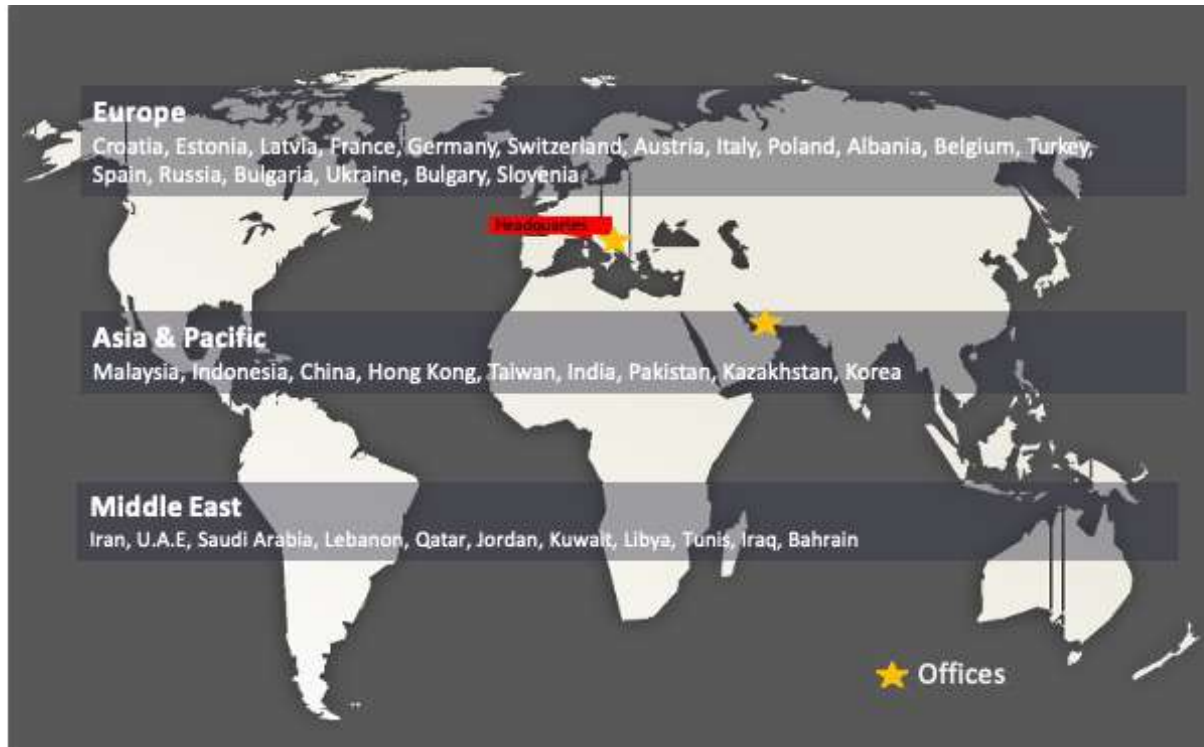 Europe
Croatia, Estonia, Latvia, France, Germany, Switzerland, Austria, Italy, Poland, Albania, Belgium, Turkey,
Spain, Russia, Bulgaria, Ukraine, Bulgary, Slovenia
Headquartes
Asia & Pacific
Malaysia, Indonesia, China, Hong Kong, Taiwan, India, Pakistan, Kazakhstan, Korea
Middle East
Iran, U.A.E, Saudi Arabia, Lebanon, Qatar, Jordan, Kuwait, Libya, Tunis, Iraq, Bahrain
Offices